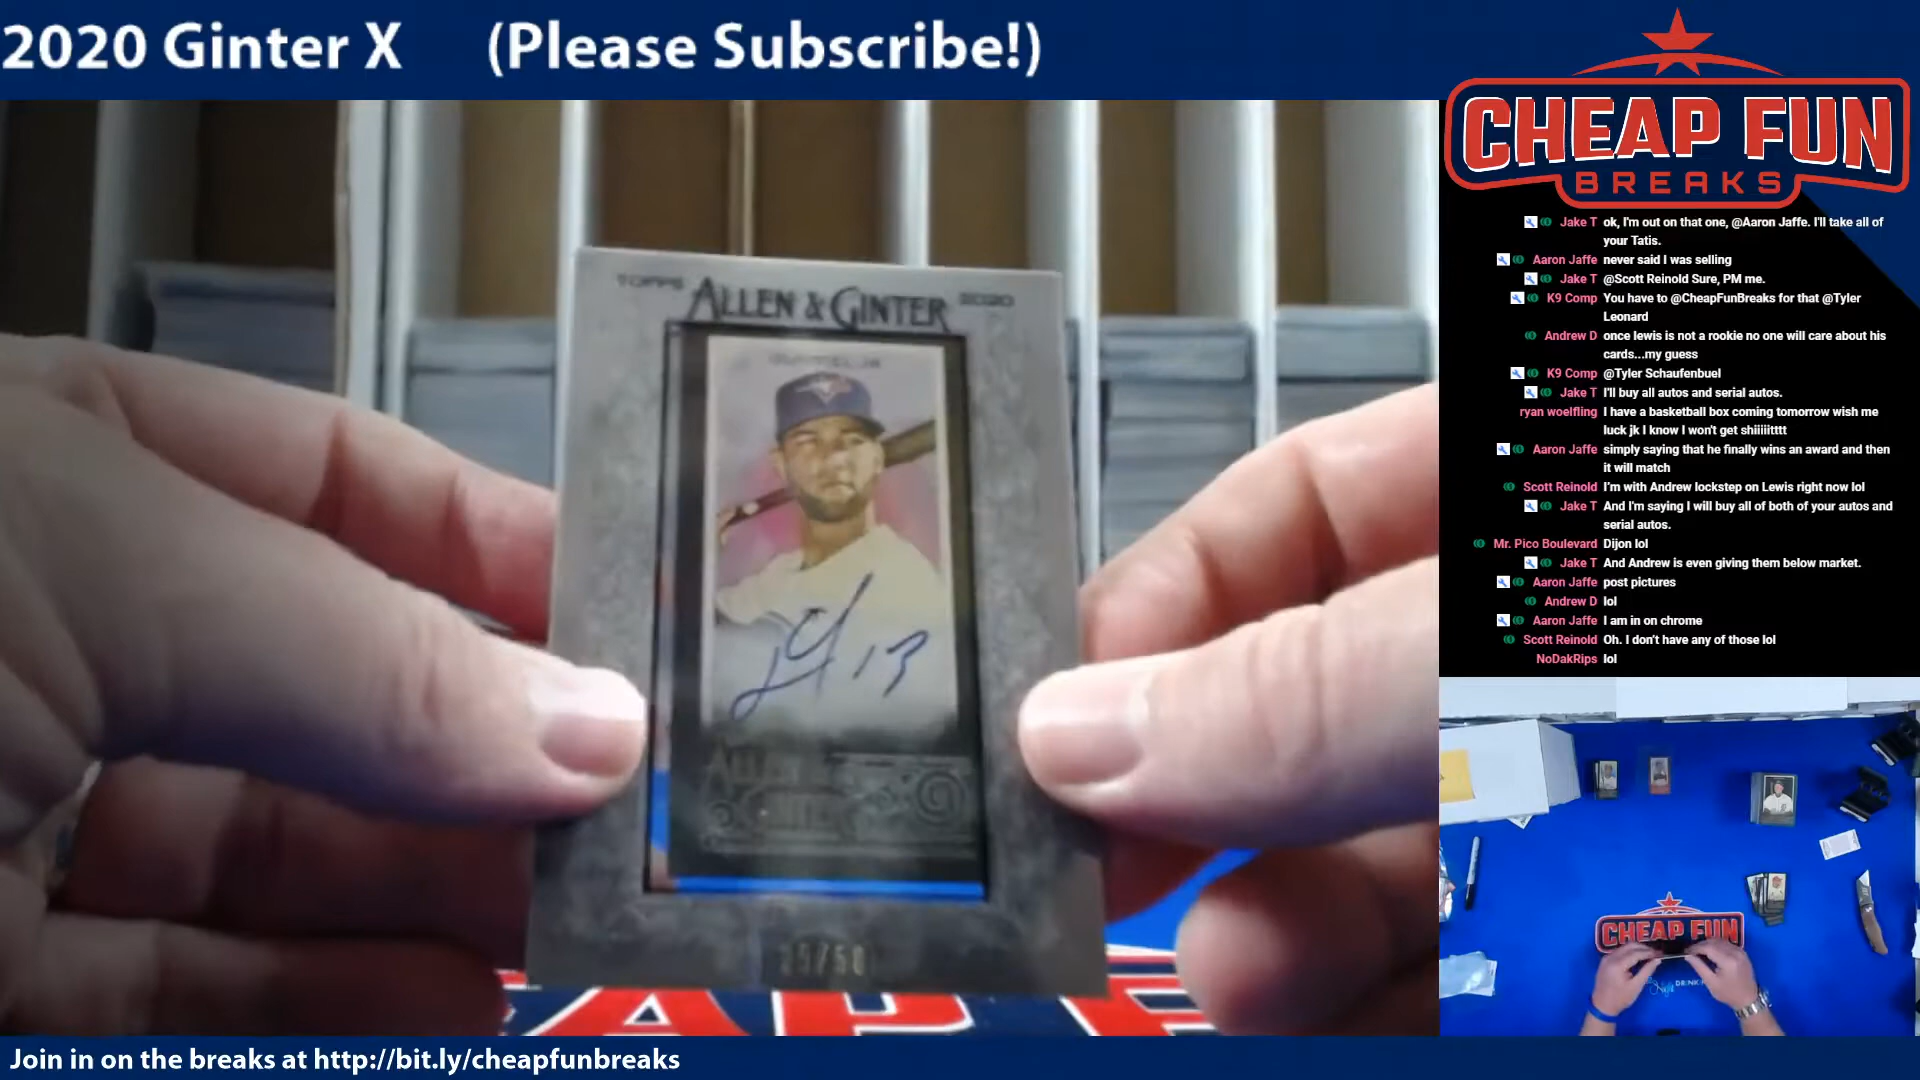 2020 Ginter X (Please Subscribe!)
CHEAP FUN
BREAKS
Jake T ok, I'm out on that one, @Aaron Jaffe. I'll take all of
your Tatis.
Aaron Jaffe never said I was selling
Jake T @Scott Reinold Sure, PM me.
K9 Comp You have to @CheapFunBreaks for that @Tyler
Leonard
Andrew D once lewis is not a rookie no one will care about his
cards...my guess
K9 Comp @Tyler Schaufenbuel
Jake T I'll buy all autos and serial autos.
ryan woelfling I have a basketball box coming tomorrow wish me
luck jk I know I won't get shiiiiitttt
Aaron Jaffe simply saying that he finally wins an award and then
it will match
Scott Reinold I'm with Andrew lockstep on Lewis right now lol
Jake T And I'm saying I will buy all of both of your autos and
serial autos.
Mr. Pico Boulevard Dijon lol
Jake T And Andrew is even giving them below market.
Aaron Jaffe post pictures
Andrew D lol
Aaron Jaffe I am in on chrome
Scott Reinold Oh. I don't have any of those lol
NoDakRips lol
TOPPS ALLEN & GINTER 2020
13
ALLEN &
GINTER X
/50
CHEAP FUN
Join in on the breaks at http://bit.ly/cheapfunbreaks